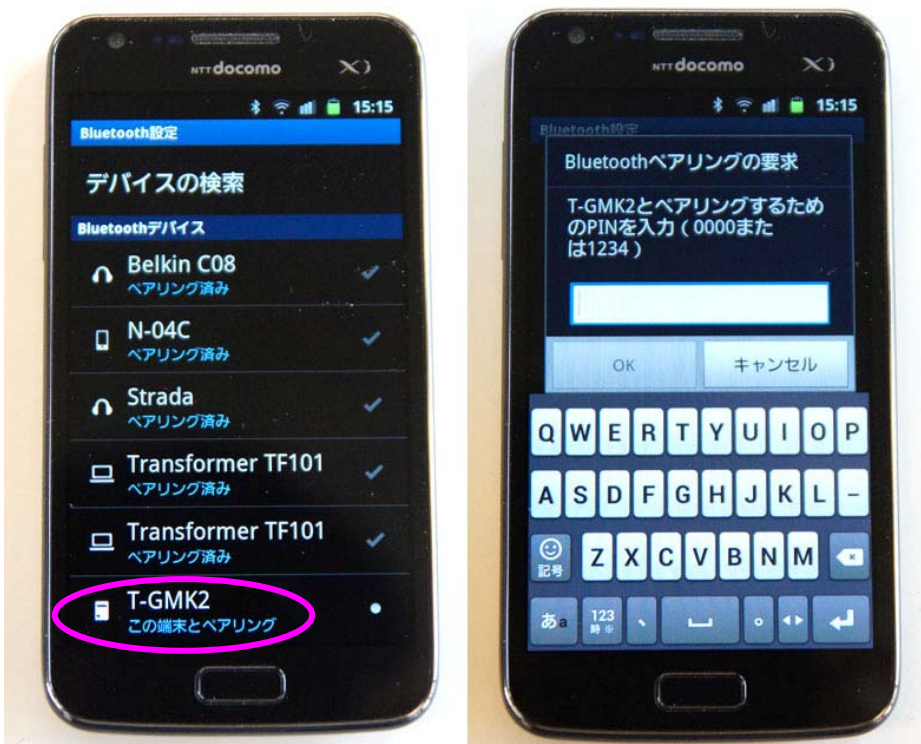 NTT docomo Xi
15:15
Bluetooth設定
デバイスの検索
Bluetoothデバイス
Belkin C08
ペアリング済み
N-04C
ペアリング済み
Strada
ペアリング済み
Transformer TF101
ペアリング済み
Transformer TF101
ペアリング済み
T-GMK2
この端末とペアリング
NTT docomo Xi
15:15
Bluetooth設定
Bluetoothペアリングの要求
T-GMK2とペアリングするため
のPINを入力(0000また
は1234)
OK キャンセル
Q W E R T Y U I O P
A S D F G H J K L -
記号 Z X C V B N M
あa 123 、 。
時 ※